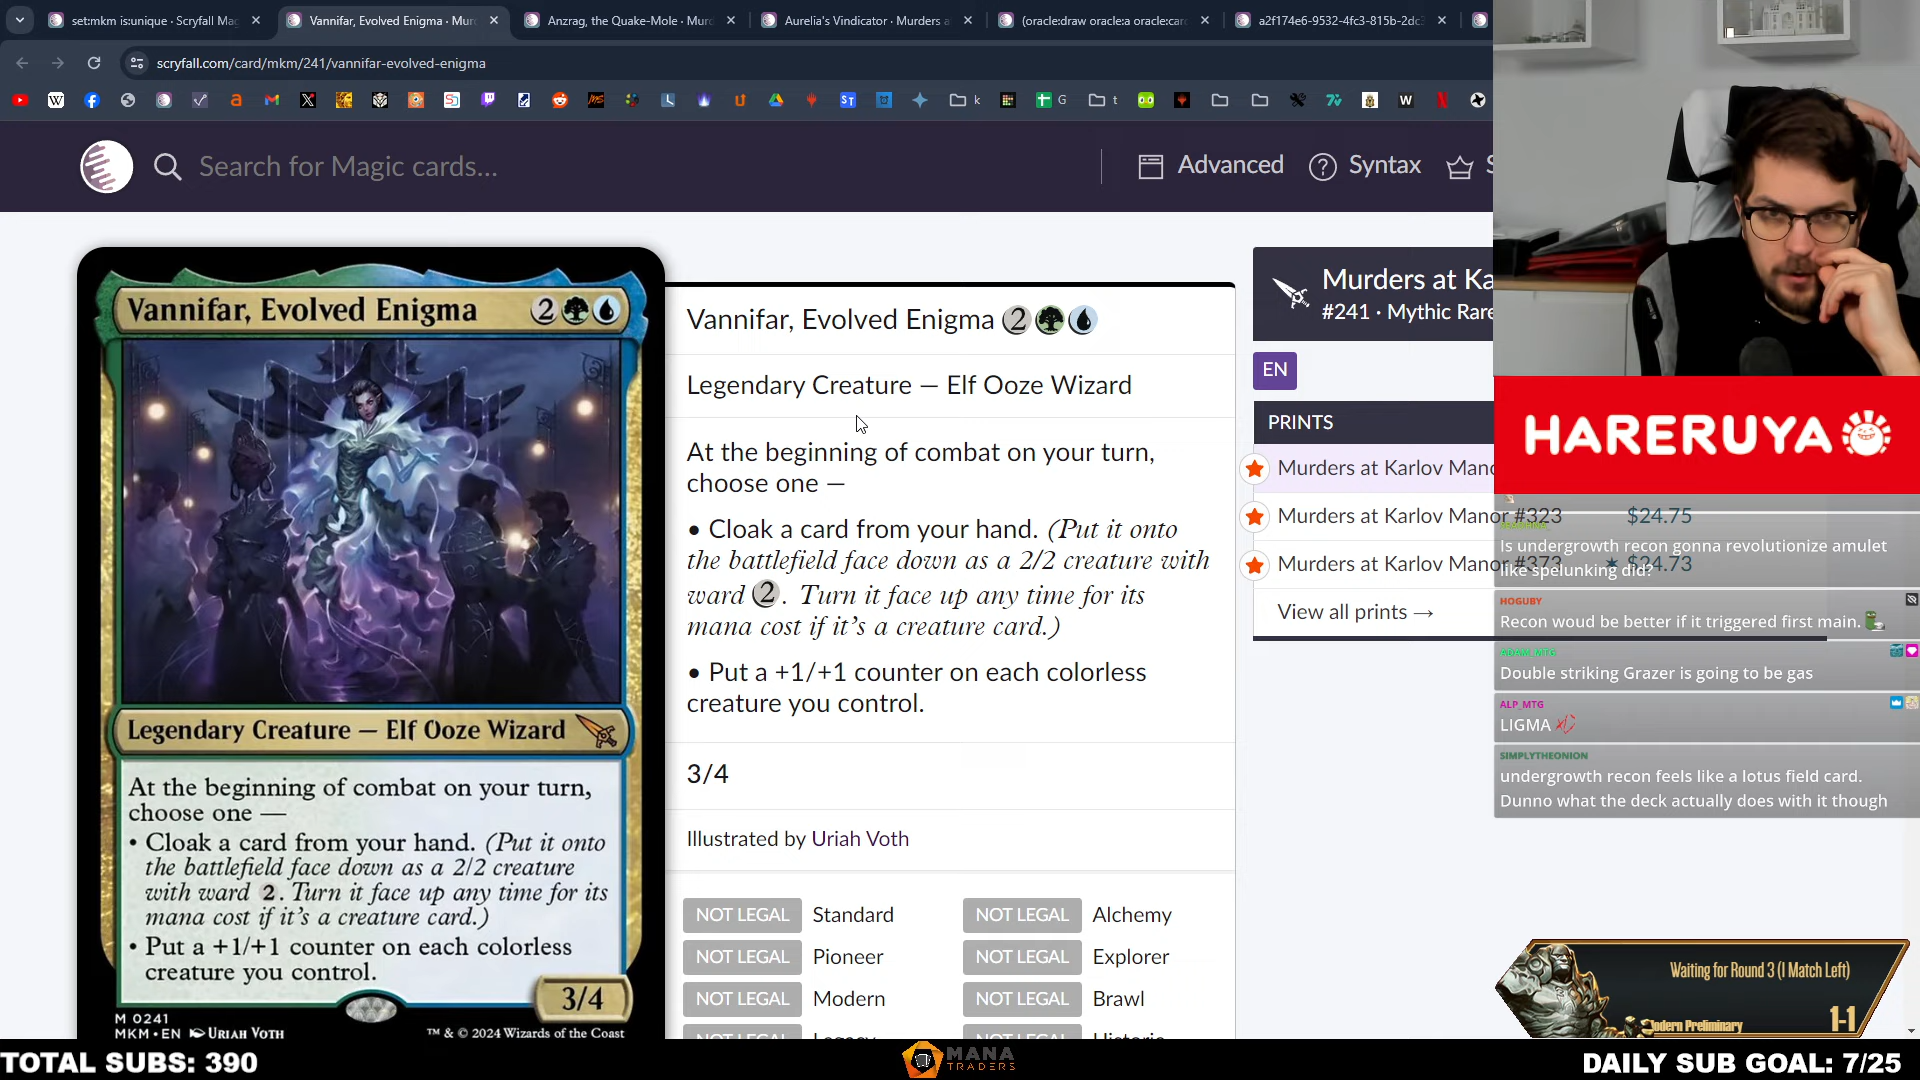 set:mkm is:unique · Scryfall Mag
Vannifar, Evolved Enigma · Mur
Anzrag, the Quake-Mole · Murd
Aurelia's Vindicator · Murders a
(oracle:draw oracle:a oracle:car
a2f174e6-9532-4fc3-815b-2dc
scryfall.com/card/mkm/241/vannifar-evolved-enigma
k
G
t
Search for Magic cards...
Advanced
Syntax
S
Vannifar, Evolved Enigma 2
Legendary Creature — Elf Ooze Wizard
At the beginning of combat on your turn,
choose one —
• Cloak a card from your hand. (Put it onto
the battlefield face down as a 2/2 creature
with ward 2. Turn it face up any time for its
mana cost if it's a creature card.)
• Put a +1/+1 counter on each colorless
creature you control.
3/4
M 0241
MKM • EN URIAH VOTH
™ & © 2024 Wizards of the Coast
Vannifar, Evolved Enigma 2
Legendary Creature — Elf Ooze Wizard
At the beginning of combat on your turn,
choose one —
• Cloak a card from your hand. (Put it onto
the battlefield face down as a 2/2 creature with
ward 2. Turn it face up any time for its
mana cost if it's a creature card.)
• Put a +1/+1 counter on each colorless
creature you control.
3/4
Illustrated by Uriah Voth
NOT LEGAL Standard
NOT LEGAL Alchemy
NOT LEGAL Pioneer
NOT LEGAL Explorer
NOT LEGAL Modern
NOT LEGAL Brawl
Murders at Ka
#241 · Mythic Rare
EN
PRINTS
Murders at Karlov Mano
Murders at Karlov Manor #323 $24.75
Murders at Karlov Manor #373 $24.73
View all prints →
HARERUYA
Is undergrowth recon gonna revolutionize amulet
like spelunking did?
HOGUBY
Recon woud be better if it triggered first main.
ADAM_MTG
Double striking Grazer is going to be gas
ALP_MTG
LIGMA
SIMPLYTHEONION
undergrowth recon feels like a lotus field card.
Dunno what the deck actually does with it though
Waiting for Round 3 (1 Match Left)
Modern Preliminary
1-1
TOTAL SUBS: 390
MANA
TRADERS
DAILY SUB GOAL: 7/25